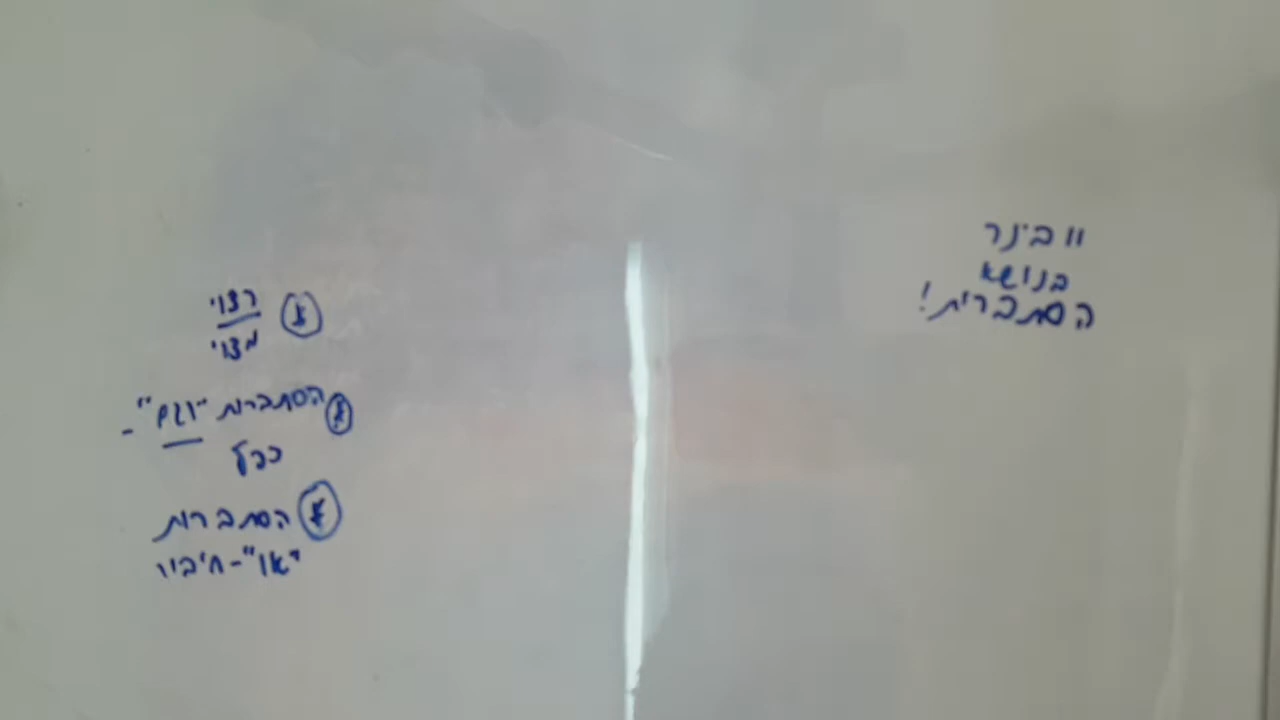 וובינר
בנושא
הסתברות!
רצוי
מצוי
הסתברות "וגם"-
כפל
הסתברות
"או"-חיבור